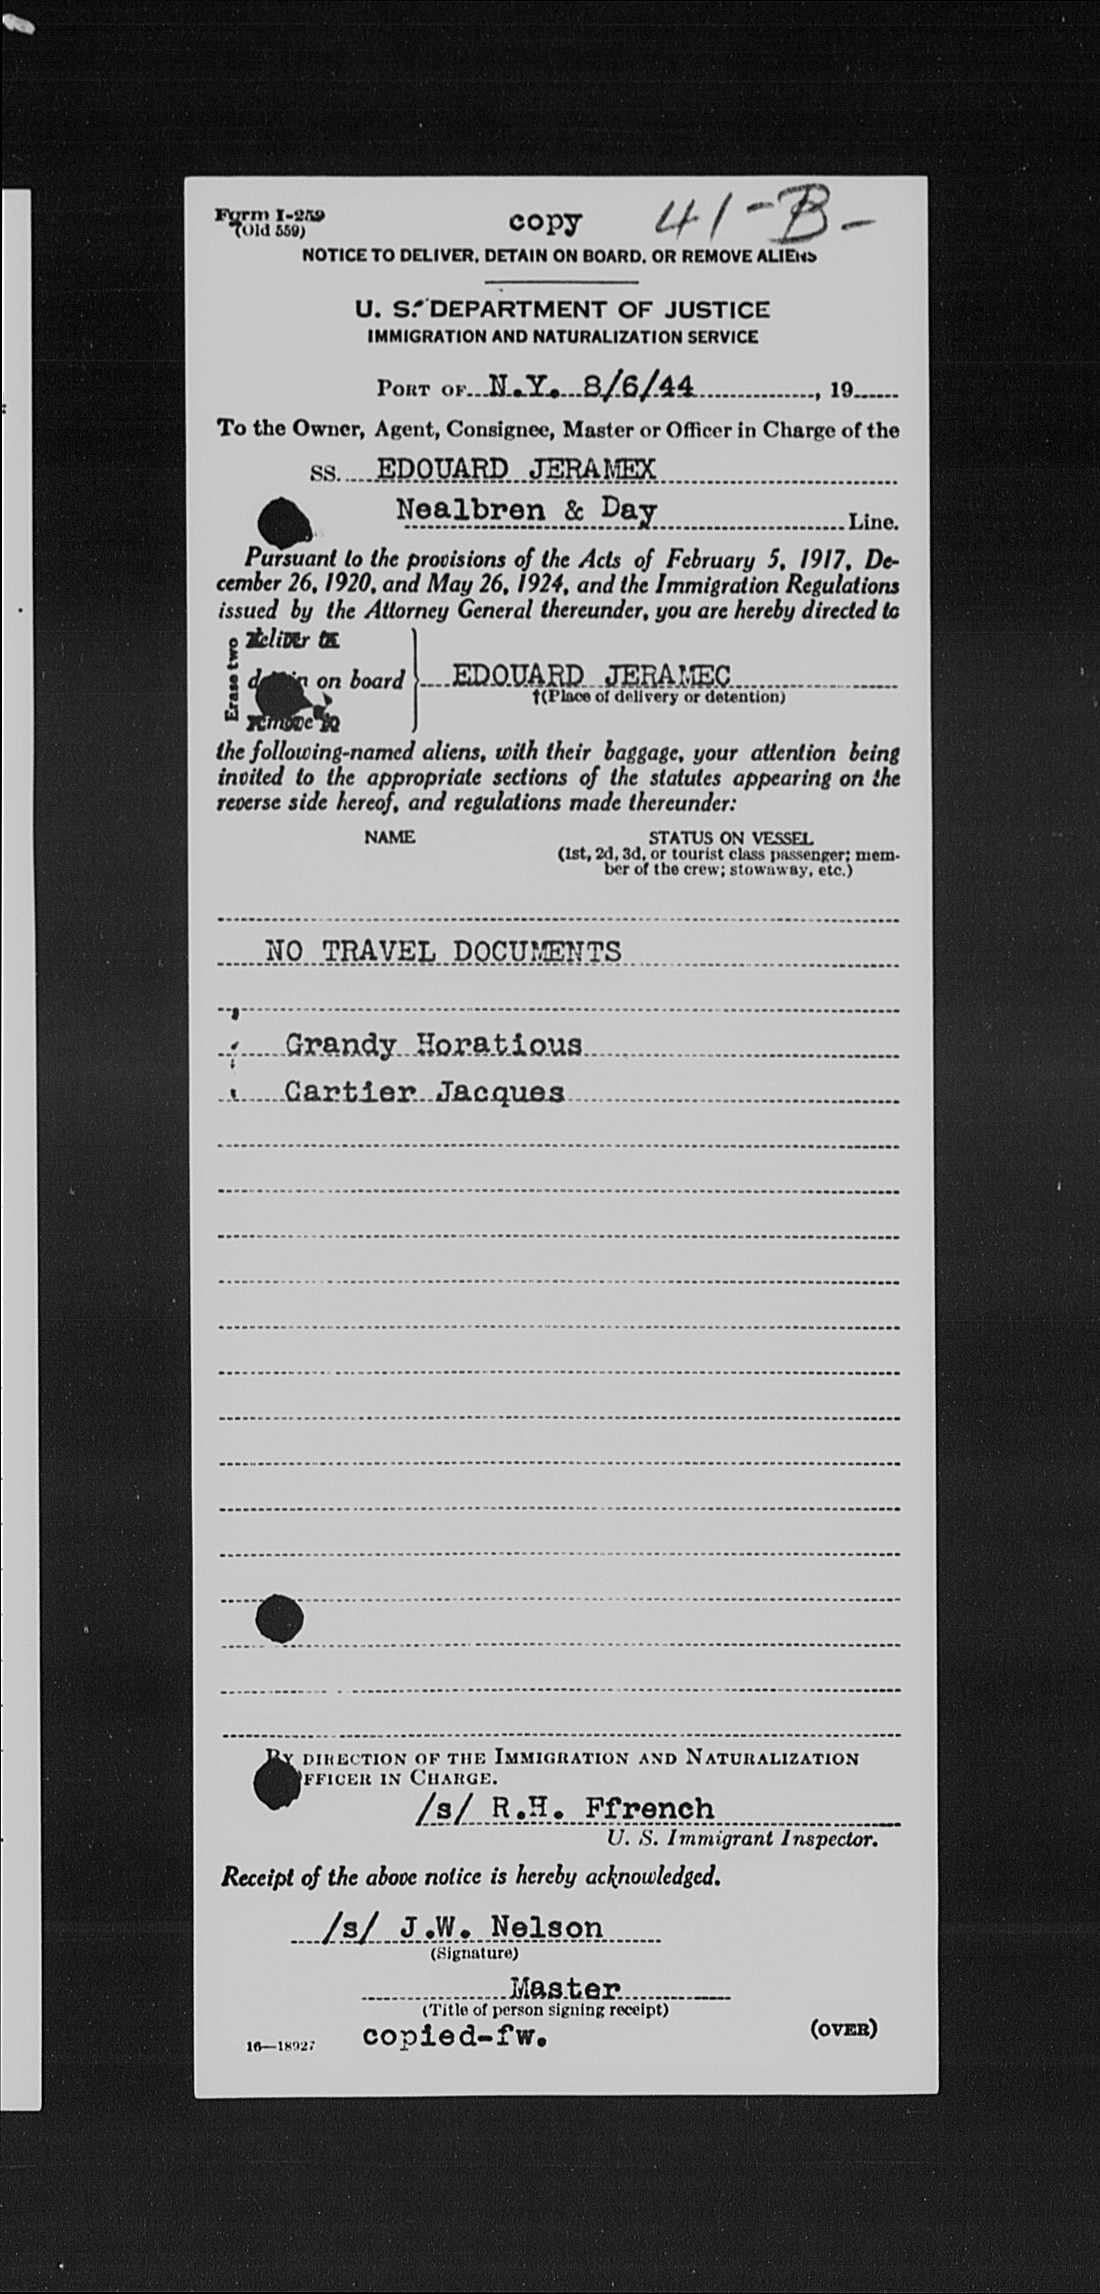 Form I-259
(Old 559)
copy 41-B-
NOTICE TO DELIVER, DETAIN ON BOARD, OR REMOVE ALIENS
U. S. DEPARTMENT OF JUSTICE
IMMIGRATION AND NATURALIZATION SERVICE
PORT OF N.Y. 8/6/44, 19
To the Owner, Agent, Consignee, Master or Officer in Charge of the
SS. EDOUARD JERAMEX
Nealbren & Day Line.
Pursuant to the provisions of the Acts of February 5, 1917, De-
cember 26, 1920, and May 26, 1924, and the Immigration Regulations
issued by the Attorney General thereunder, you are hereby directed to
Erase two
deliver to
detain on board EDOUARD JERAMEC
†(Place of delivery or detention)
remove to
the following-named aliens, with their baggage, your attention being
invited to the appropriate sections of the statutes appearing on the
reverse side hereof, and regulations made thereunder:
NAME STATUS ON VESSEL
(1st, 2d, 3d, or tourist class passenger; mem-
ber of the crew; stowaway, etc.)
NO TRAVEL DOCUMENTS
Grandy Horatious
Cartier Jacques
BY DIRECTION OF THE IMMIGRATION AND NATURALIZATION
OFFICER IN CHARGE.
/s/ R.H. Ffrench
U. S. Immigrant Inspector.
Receipt of the above notice is hereby acknowledged.
/s/ J.W. Nelson
(Signature)
Master
(Title of person signing receipt)
16—18927 copied-fw. (OVER)